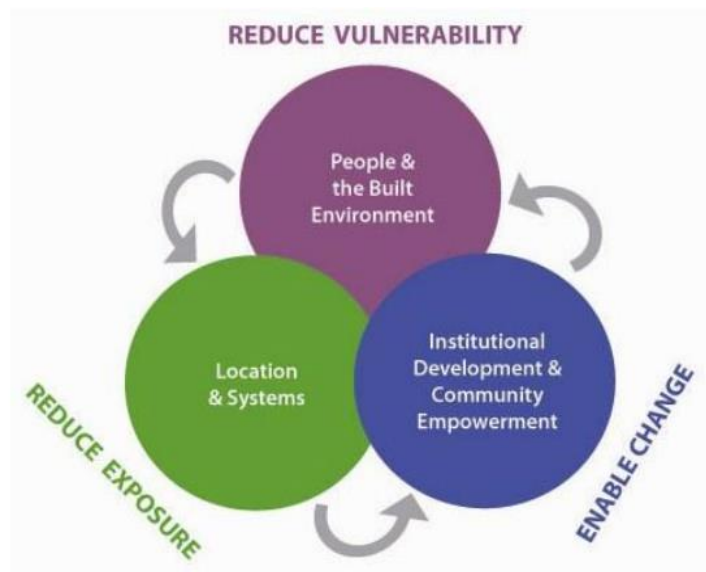 REDUCE VULNERABILITY
People &
the Built
Environment
Location
& Systems
Institutional
Development &
Community
Empowerment
REDUCE EXPOSURE
ENABLE CHANGE